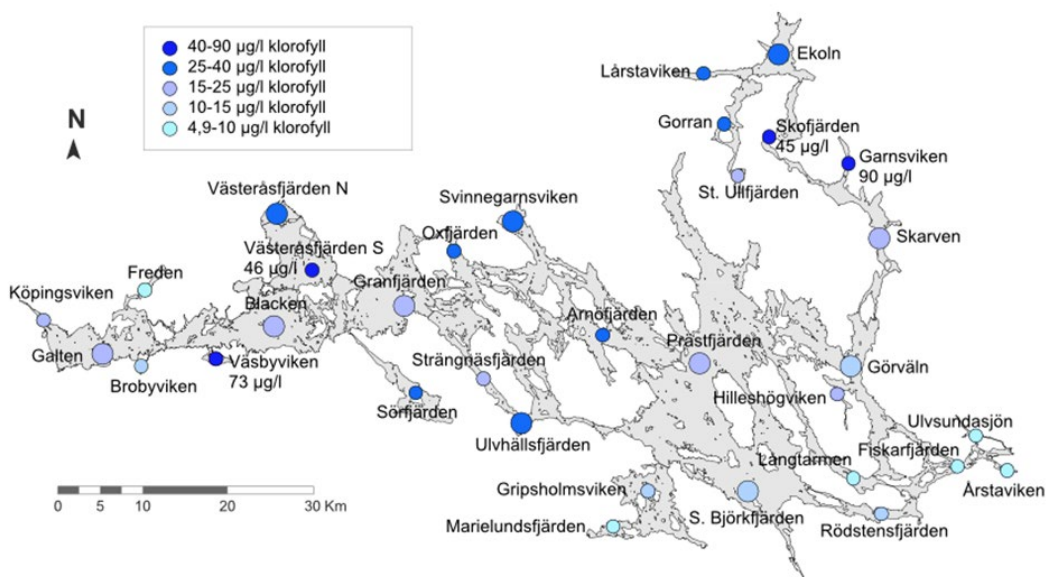 40-90 µg/l klorofyll
25-40 µg/l klorofyll
15-25 µg/l klorofyll
10-15 µg/l klorofyll
4,9-10 µg/l klorofyll
N
Ekoln
Lårstaviken
Gorran
Skofjärden
45 µg/l
Garnsviken
90 µg/l
St. Ullfjärden
Västeråsfjärden N
Svinnegarnsviken
Oxfjärden
Skarven
Västeråsfjärden S
46 µg/l
Freden
Granfjärden
Köpingsviken
Blacken
Arnöfjärden
Galten
Strängnäsfjärden
Prästfjärden
Görväln
Väsbyviken
73 µg/l
Brobyviken
Sörfjärden
Hilleshögviken
Ulvhällsfjärden
Ulvsundasjön
Långtarmen
Fiskarfjärden
Årstaviken
Gripsholmsviken
S. Björkfjärden
Rödstensfjärden
Marielundsfjärden
0 5 10 20 30 Km